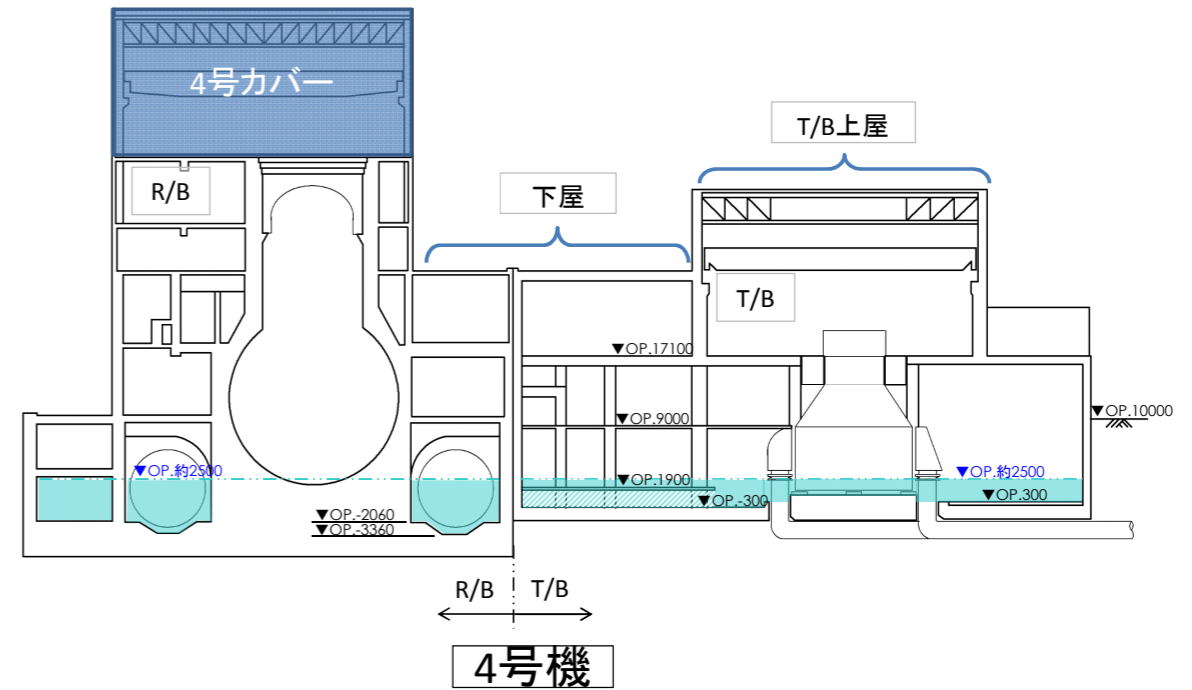 4号カバー
T/B上屋
R/B
下屋
T/B
▼OP.17100
▼OP.9000
▼OP.10000
▼OP.約2500
▼OP.1900
▼OP.約2500
▼OP.-300
▼OP.300
▼OP.-2060
▼OP.-3360
R/B
T/B
4号機